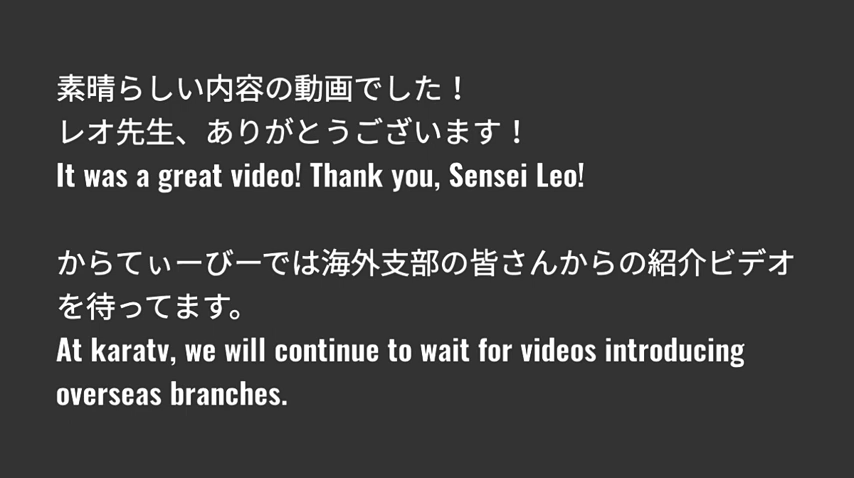 素晴らしい内容の動画でした！
レオ先生、ありがとうございます！
It was a great video! Thank you, Sensei Leo!
からてぃーびーでは海外支部の皆さんからの紹介ビデオ
を待ってます。
At karatv, we will continue to wait for videos introducing
overseas branches.